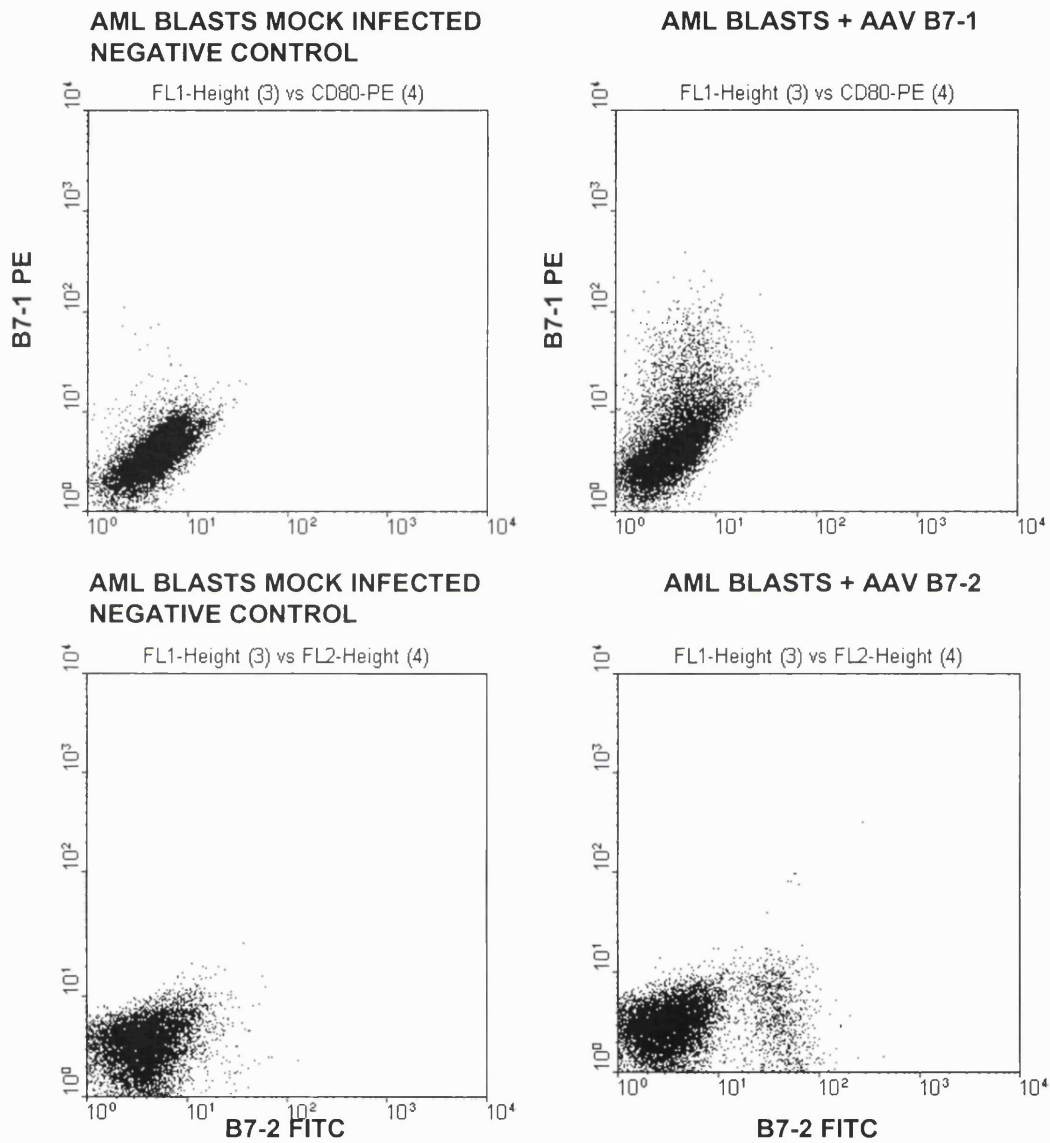 AML BLASTS MOCK INFECTED
NEGATIVE CONTROL
AML BLASTS + AAV B7-1
FL1-Height (3) vs CD80-PE (4)
FL1-Height (3) vs CD80-PE (4)
10⁴
10³
10²
10¹
10⁰
B7-1 PE
10⁰ 10¹ 10² 10³ 10⁴
10⁴
10³
10²
10¹
10⁰
B7-1 PE
10⁰ 10¹ 10² 10³ 10⁴
AML BLASTS MOCK INFECTED
NEGATIVE CONTROL
AML BLASTS + AAV B7-2
FL1-Height (3) vs FL2-Height (4)
FL1-Height (3) vs FL2-Height (4)
10⁴
10³
10²
10¹
10⁰
10⁰ 10¹ 10² 10³ 10⁴
B7-2 FITC
10⁴
10³
10²
10¹
10⁰
10⁰ 10¹ 10² 10³ 10⁴
B7-2 FITC